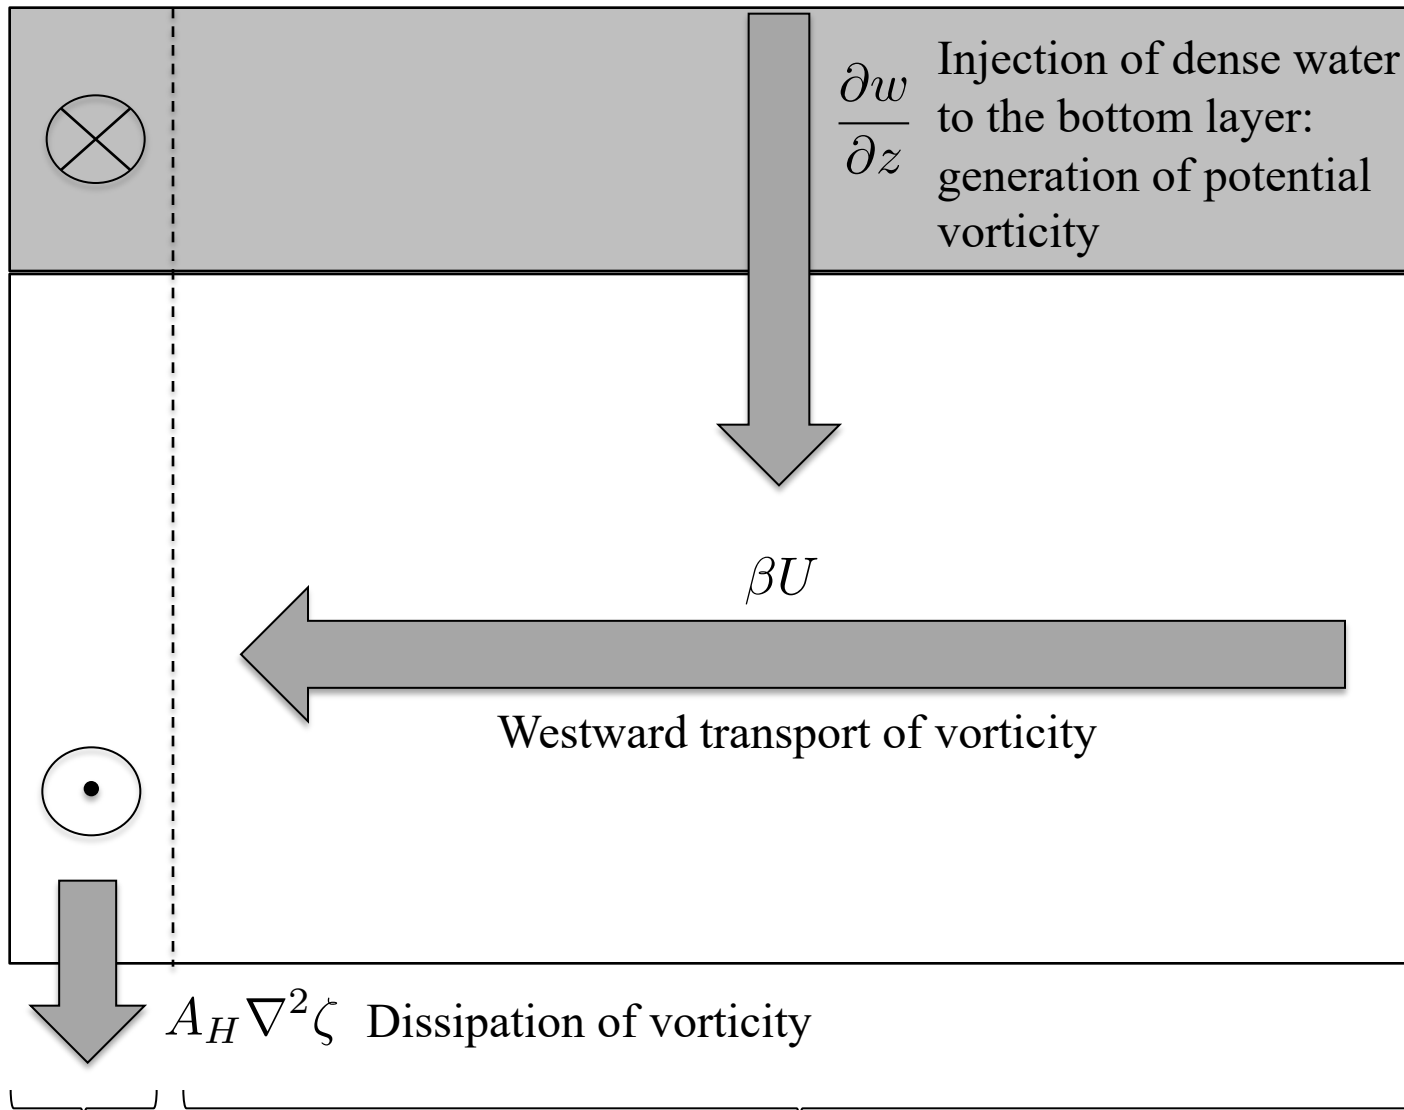 ∂w/∂z
Injection of dense water
to the bottom layer:
generation of potential
vorticity
βU
Westward transport of vorticity
A_H∇²ζ Dissipation of vorticity